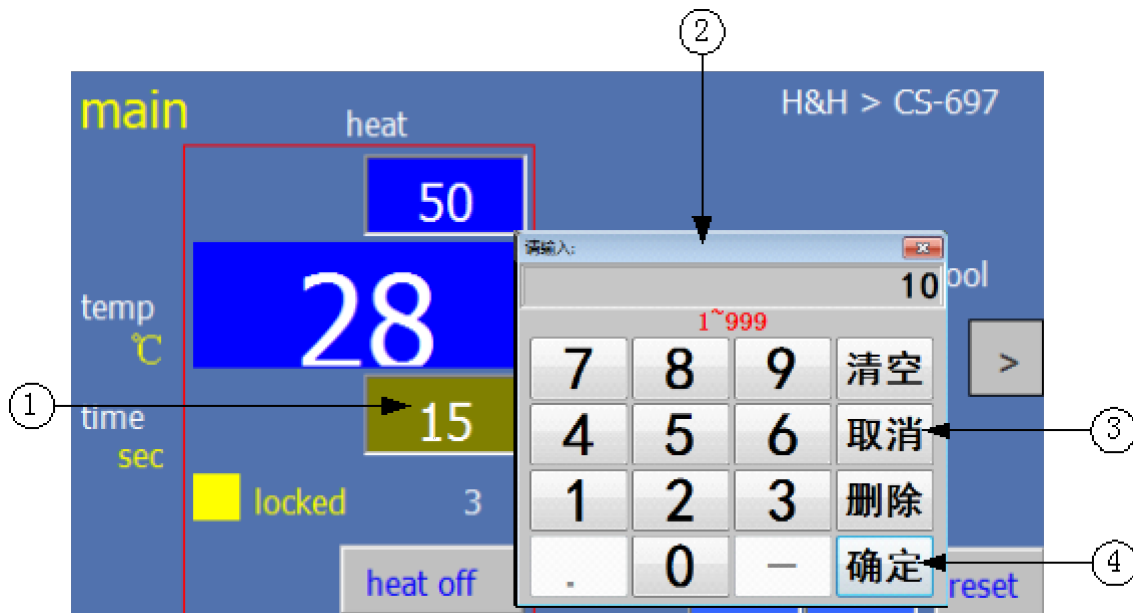 2
main
H&H > CS-697
heat
50
请输入:
10
ool
1~999
temp
℃
28
7 8 9 清空
>
1
time
sec
15
4 5 6 取消
3
locked
3
1 2 3 删除
heat off
. 0 — 确定
4
reset